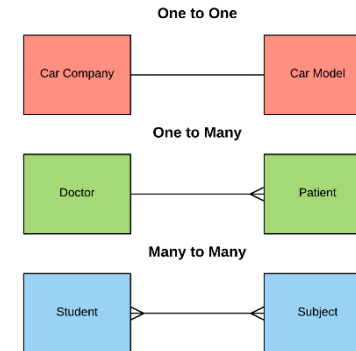 One to One
Car Company
Car Model
One to Many
Doctor
Patient
Many to Many
Student
Subject